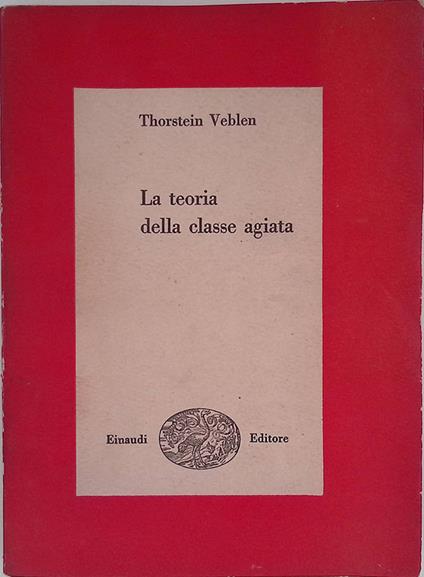 Thorstein Veblen
La teoria
della classe agiata
Einaudi Editore